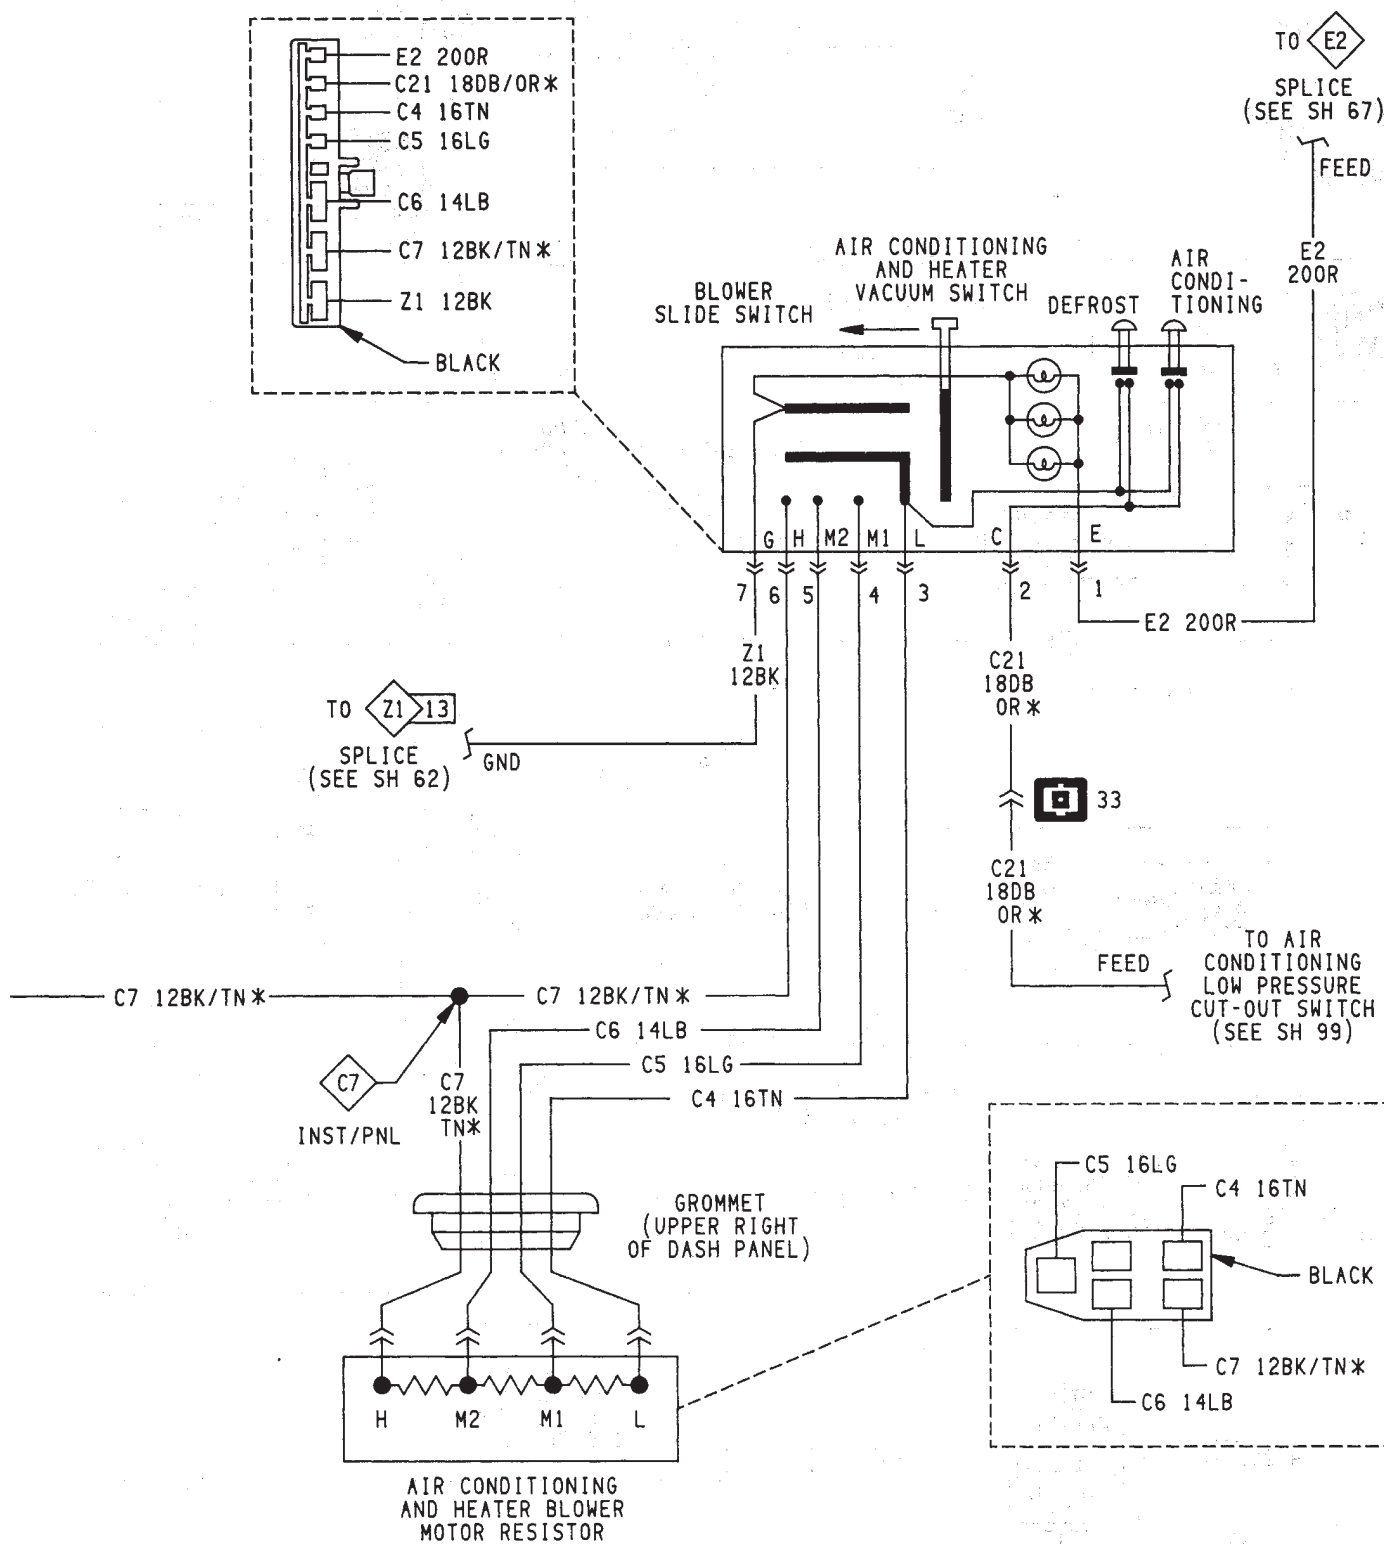 E2 20OR
C21 18DB/OR*
C4 16TN
C5 16LG
C6 14LB
C7 12BK/TN*
Z1 12BK
BLACK
TO E2
SPLICE
(SEE SH 67)
FEED
E2
20OR
AIR CONDITIONING
AND HEATER
VACUUM SWITCH
BLOWER
SLIDE SWITCH
DEFROST
AIR
CONDI-
TIONING
G H M2 M1 L C E
7 6 5 4 3 2 1
E2 20OR
Z1
12BK
C21
18DB
OR*
TO Z1 13
SPLICE
(SEE SH 62)
GND
33
C21
18DB
OR*
FEED
TO AIR
CONDITIONING
LOW PRESSURE
CUT-OUT SWITCH
(SEE SH 99)
C7 12BK/TN*
C7 12BK/TN*
C6 14LB
C5 16LG
C4 16TN
C7
INST/PNL
C7
12BK
TN*
GROMMET
(UPPER RIGHT
OF DASH PANEL)
C5 16LG
C4 16TN
BLACK
C7 12BK/TN*
C6 14LB
H M2 M1 L
AIR CONDITIONING
AND HEATER BLOWER
MOTOR RESISTOR